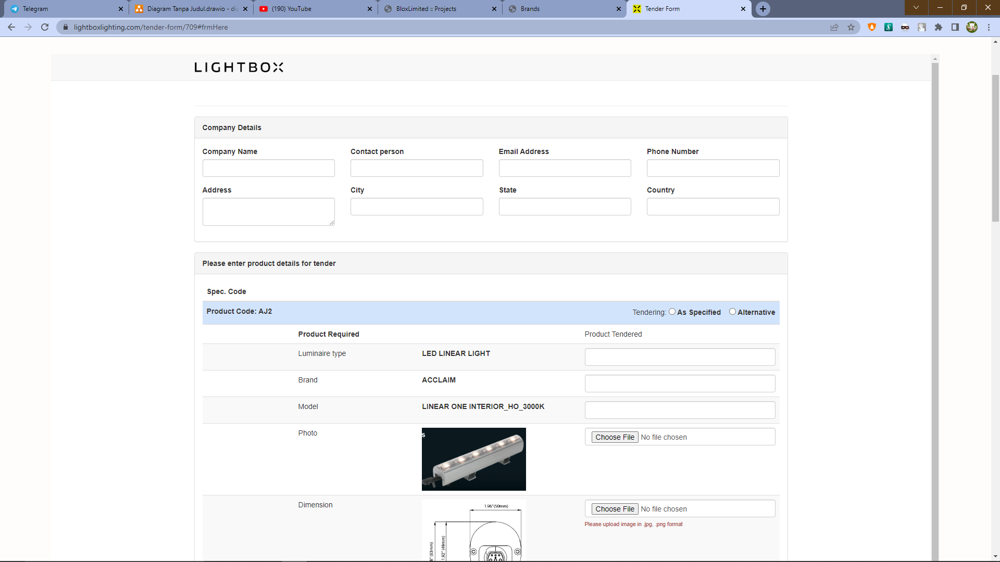 Telegram
Diagram Tanpa Judul.drawio - dia
(190) YouTube
BloxLimited :: Projects
Brands
Tender Form
lightboxlighting.com/tender-form/709#frmHere
LIGHTBOX
Company Details
Company Name
Contact person
Email Address
Phone Number
Address
City
State
Country
Please enter product details for tender
Spec. Code
Product Code: AJ2
Tendering: As Specified Alternative
Product Required
Product Tendered
Luminaire type
LED LINEAR LIGHT
Brand
ACCLAIM
Model
LINEAR ONE INTERIOR_HO_3000K
Photo
s
Choose File No file chosen
Dimension
1.96"(50mm)
8" (63mm)
1.92" (49mm)
Choose File No file chosen
Please upload image in .jpg, .png format